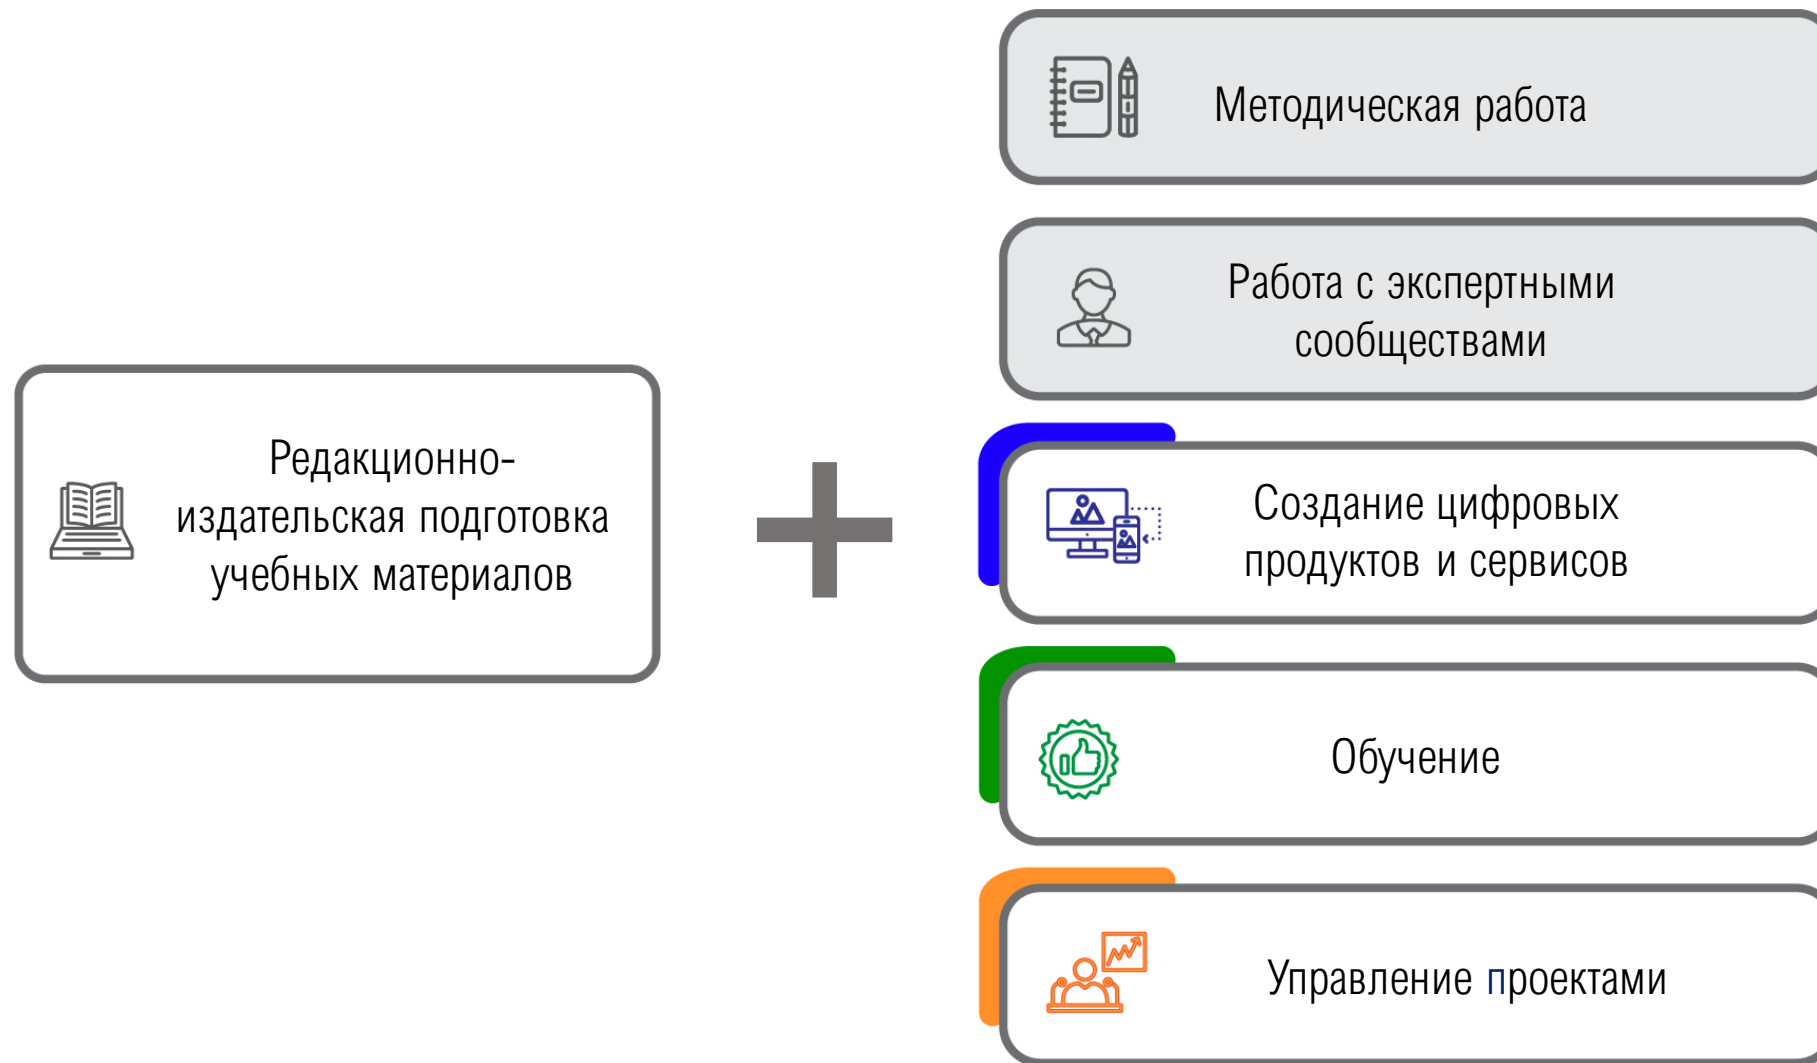 Редакционно-
издательская подготовка
учебных материалов
Методическая работа
Работа с экспертными
сообществами
Создание цифровых
продуктов и сервисов
Обучение
Управление проектами